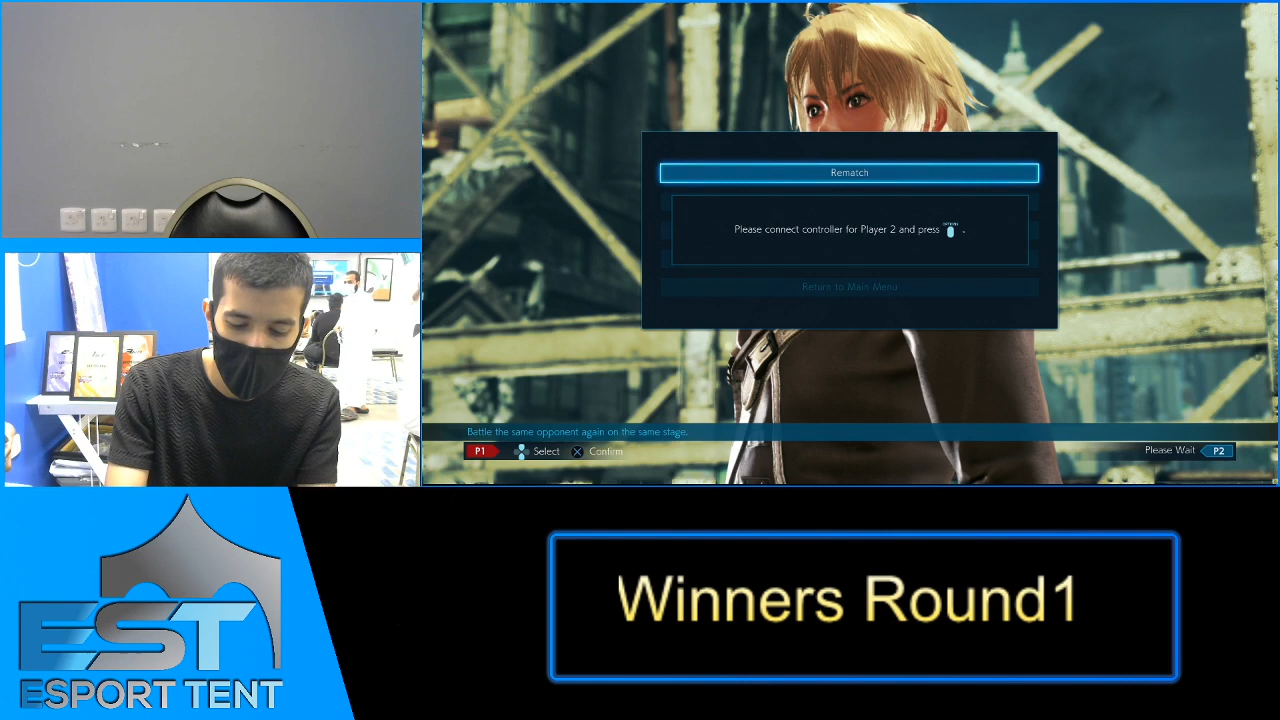 Rematch
Please connect controller for Player 2 and press OPTIONS .
Return to Main Menu
Battle the same opponent again on the same stage.
P1 Select Confirm
Please Wait P2
EST
ESPORT TENT
Winners Round1